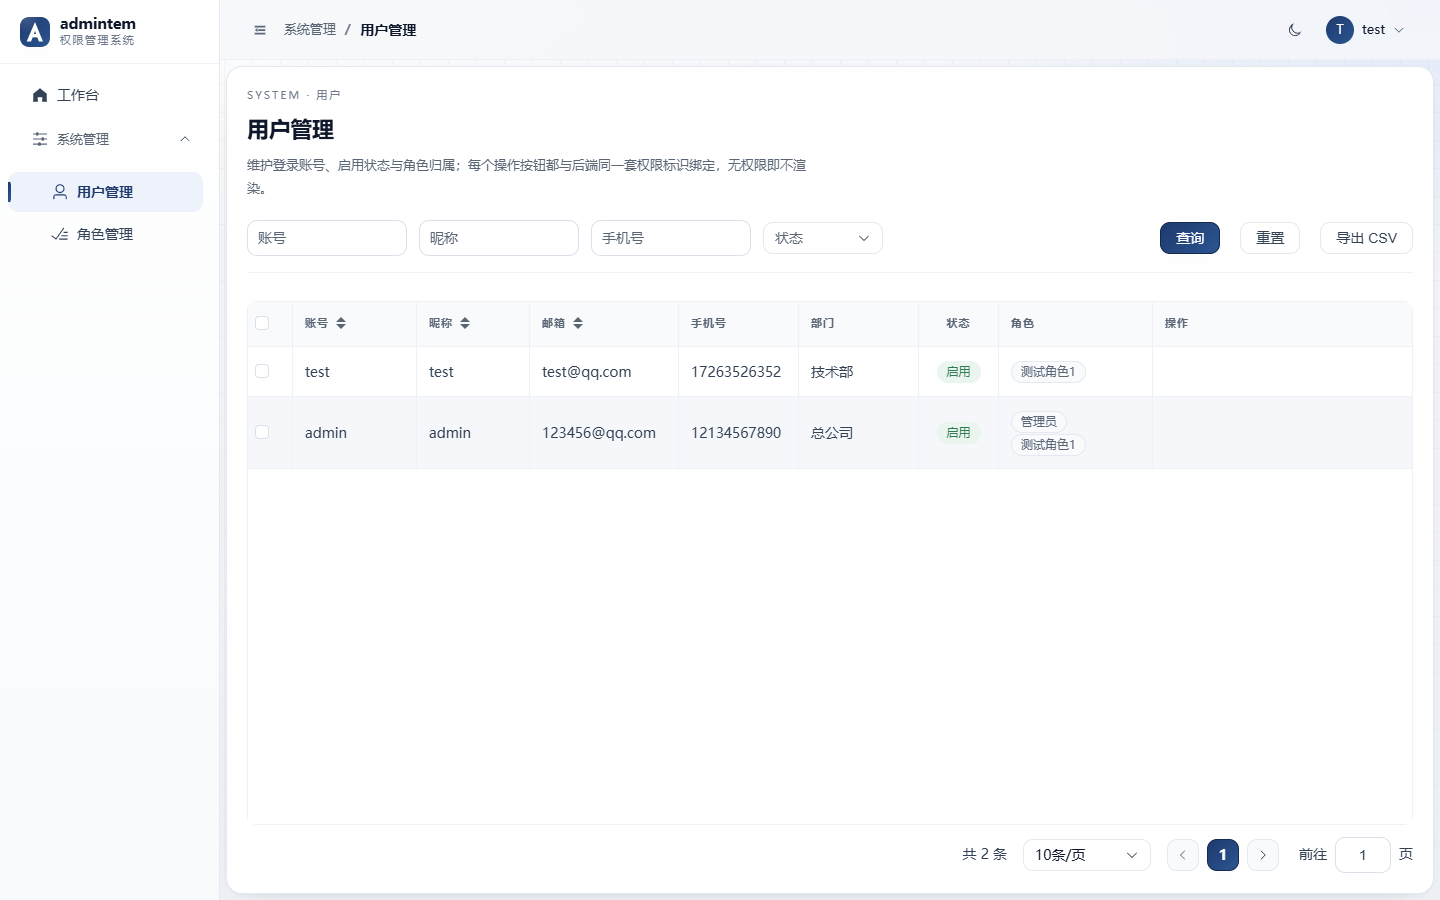 admintem
权限管理系统
工作台
系统管理
用户管理
角色管理
系统管理 / 用户管理
T test
SYSTEM · 用户
用户管理
维护登录账号、启用状态与角色归属；每个操作按钮都与后端同一套权限标识绑定，无权限即不渲
染。
账号 昵称 手机号 状态 查询 重置 导出 CSV
账号 昵称 邮箱 手机号 部门 状态 角色 操作
test test test@qq.com 17263526352 技术部 启用 测试角色1
admin admin 123456@qq.com 12134567890 总公司 启用 管理员
测试角色1
共 2 条 10条/页 1 前往 1 页